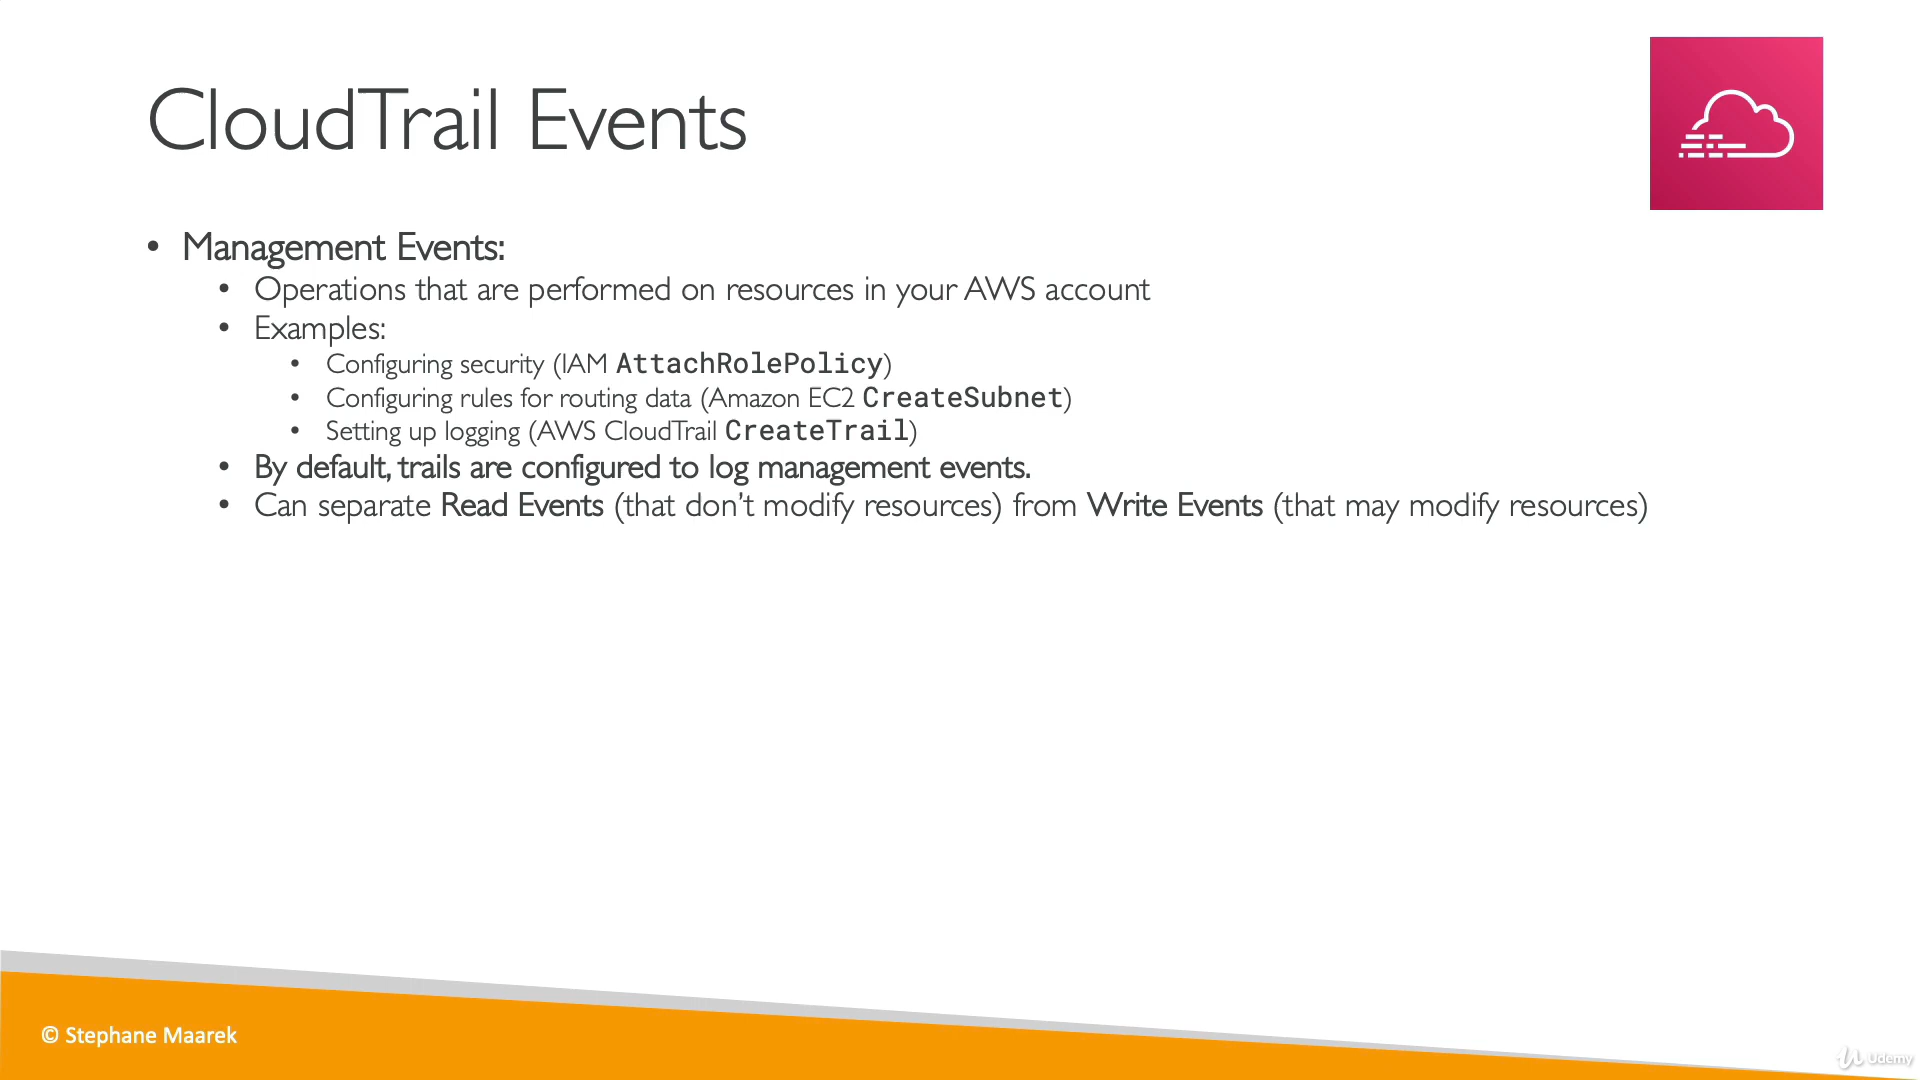 CloudTrail Events
• Management Events:
• Operations that are performed on resources in your AWS account
• Examples:
• Configuring security (IAM AttachRolePolicy)
• Configuring rules for routing data (Amazon EC2 CreateSubnet)
• Setting up logging (AWS CloudTrail CreateTrail)
• By default, trails are configured to log management events.
• Can separate Read Events (that don’t modify resources) from Write Events (that may modify resources)
© Stephane Maarek
Udemy